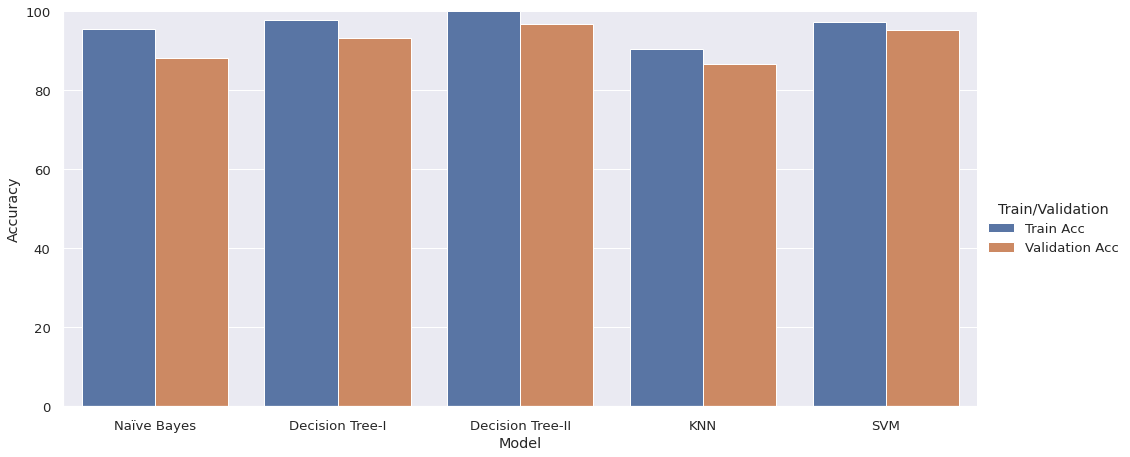 100
80
60
40
20
0
Accuracy
Naïve Bayes
Decision Tree-I
Decision Tree-II
KNN
SVM
Model
Train/Validation
Train Acc
Validation Acc